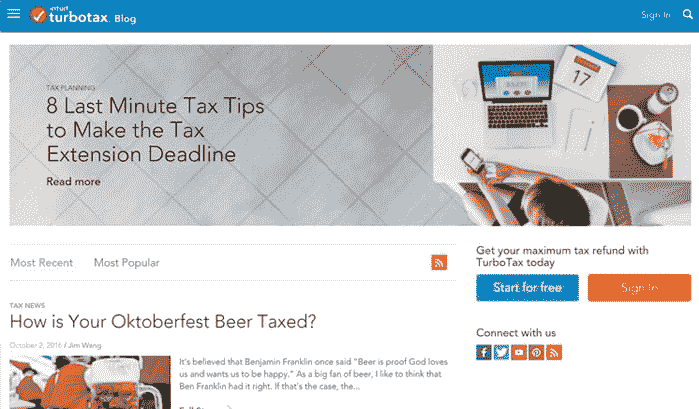 intuit
turbotax. Blog
Sign In
TAX PLANNING
8 Last Minute Tax Tips
to Make the Tax
Extension Deadline
Read more
17
Most Recent
Most Popular
Get your maximum tax refund with
TurboTax today
Start for free
Sign In
TAX NEWS
How is Your Oktoberfest Beer Taxed?
October 2, 2016 / Jim Wang
It's believed that Benjamin Franklin once said "Beer is proof God loves
us and wants us to be happy." As a big fan of beer, I like to think that
Ben Franklin had it right. If that's the case, the...
Connect with us